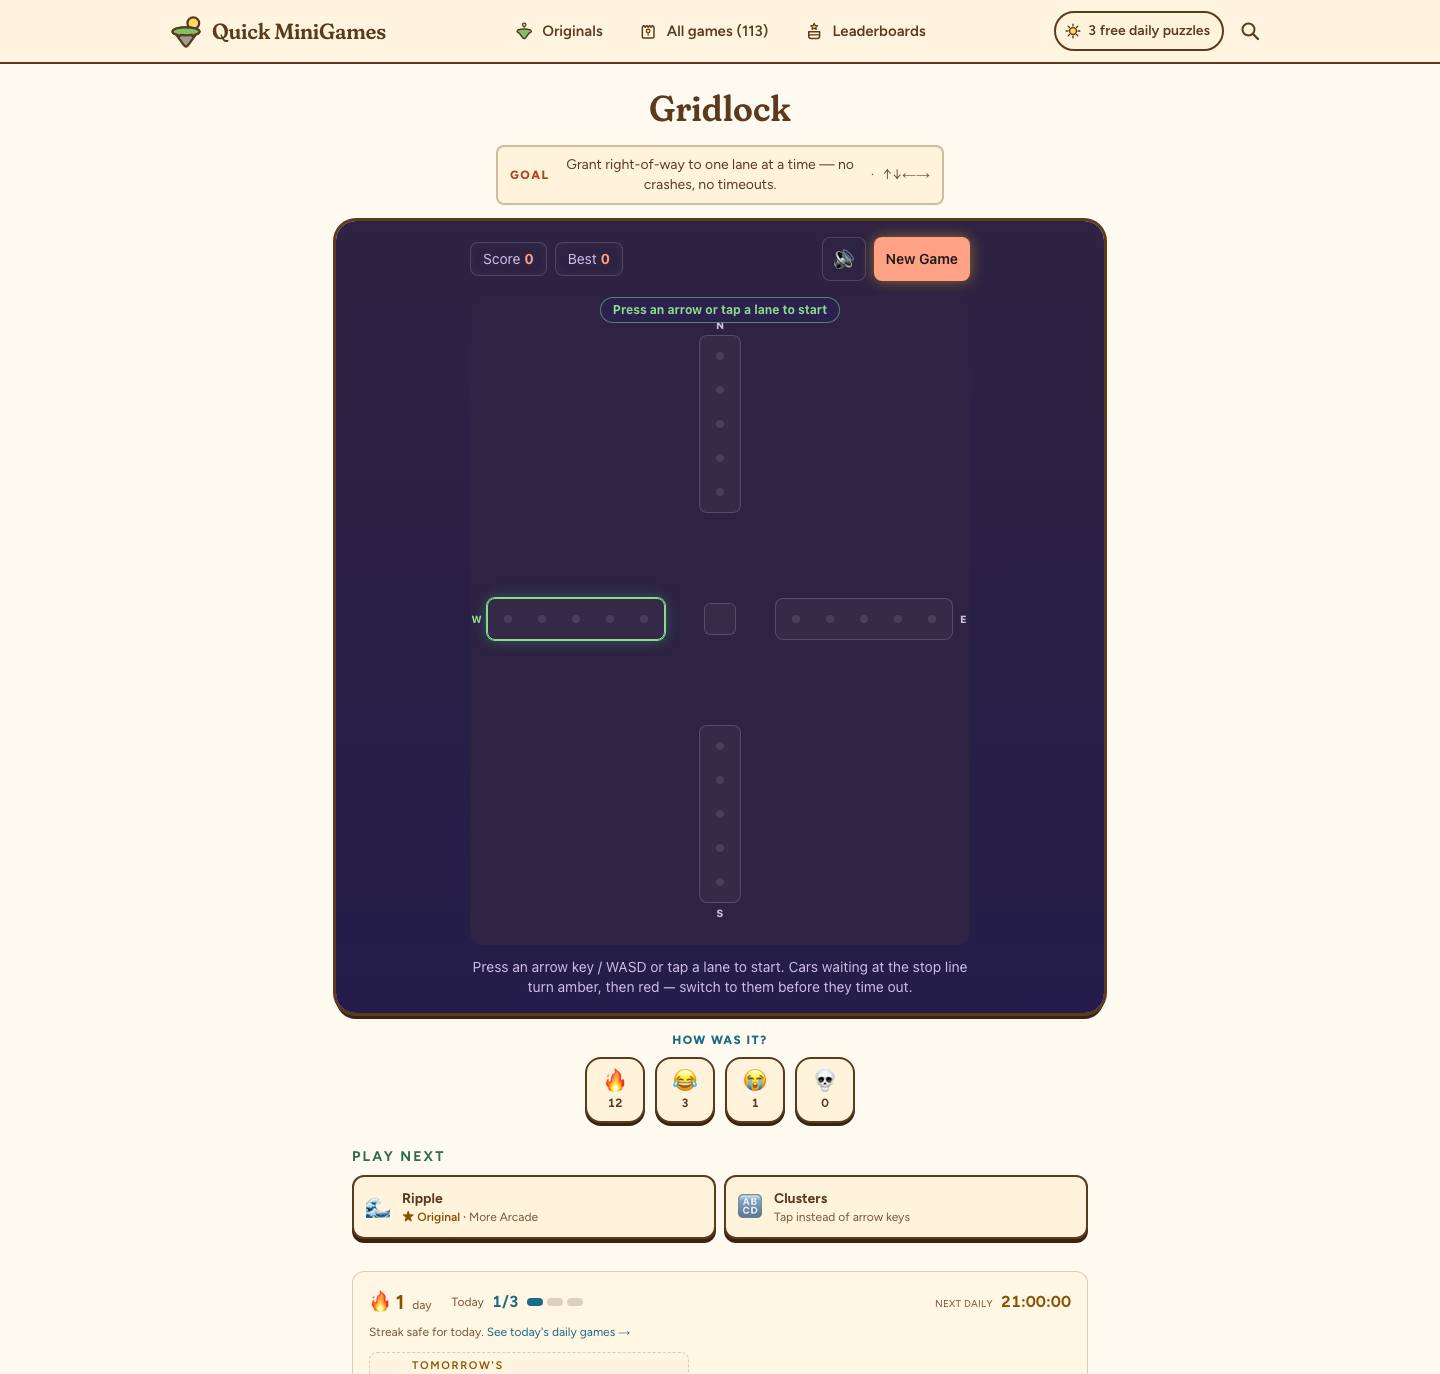 Quick MiniGames
Originals
All games (113)
Leaderboards
3 free daily puzzles
Gridlock
GOAL
Grant right-of-way to one lane at a time — no
crashes, no timeouts.
· ↑↓←→
Score 0
Best 0
New Game
Press an arrow or tap a lane to start
N
W
E
S
Press an arrow key / WASD or tap a lane to start. Cars waiting at the stop line
turn amber, then red — switch to them before they time out.
HOW WAS IT?
12
3
1
0
PLAY NEXT
Ripple
Original · More Arcade
ABCD
Clusters
Tap instead of arrow keys
1 day
Today 1/3
NEXT DAILY 21:00:00
Streak safe for today. See today's daily games →
TOMORROW'S